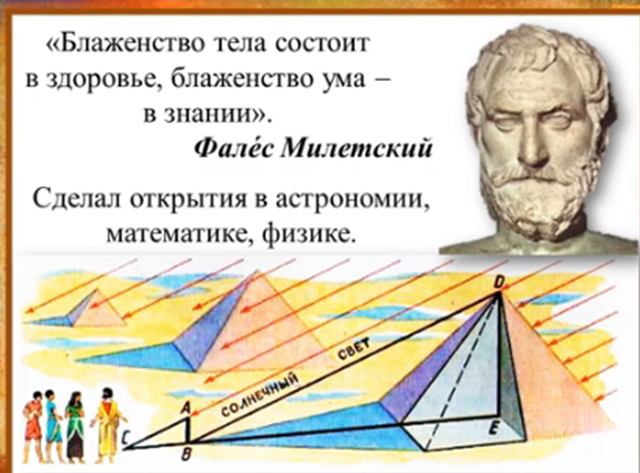 «Блаженство тела состоит
в здоровье, блаженство ума –
в знании».
Фале́с Милетский
Сделал открытия в астрономии,
математике, физике.
D
СОЛНЕЧНЫЙ СВЕТ
A
C
B
E